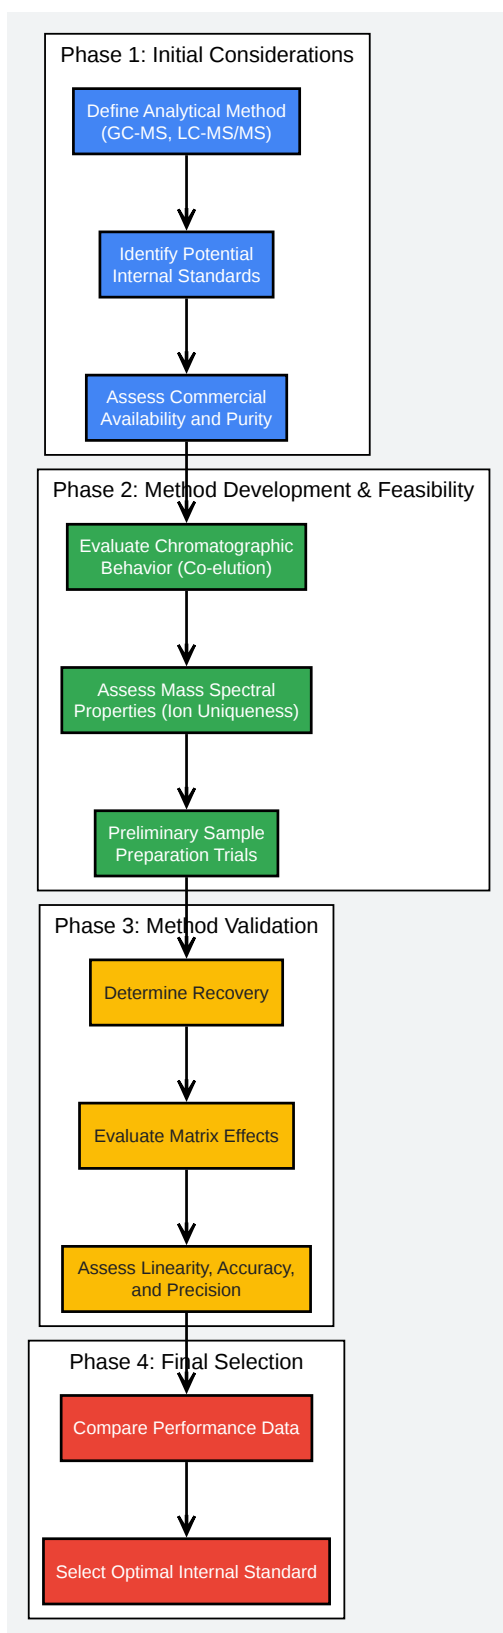 Phase 1: Initial Considerations
Define Analytical Method
(GC-MS, LC-MS/MS)
Identify Potential
Internal Standards
Assess Commercial
Availability and Purity
Phase 2: Method Development & Feasibility
Evaluate Chromatographic
Behavior (Co-elution)
Assess Mass Spectral
Properties (Ion Uniqueness)
Preliminary Sample
Preparation Trials
Phase 3: Method Validation
Determine Recovery
Evaluate Matrix Effects
Assess Linearity, Accuracy,
and Precision
Phase 4: Final Selection
Compare Performance Data
Select Optimal Internal Standard